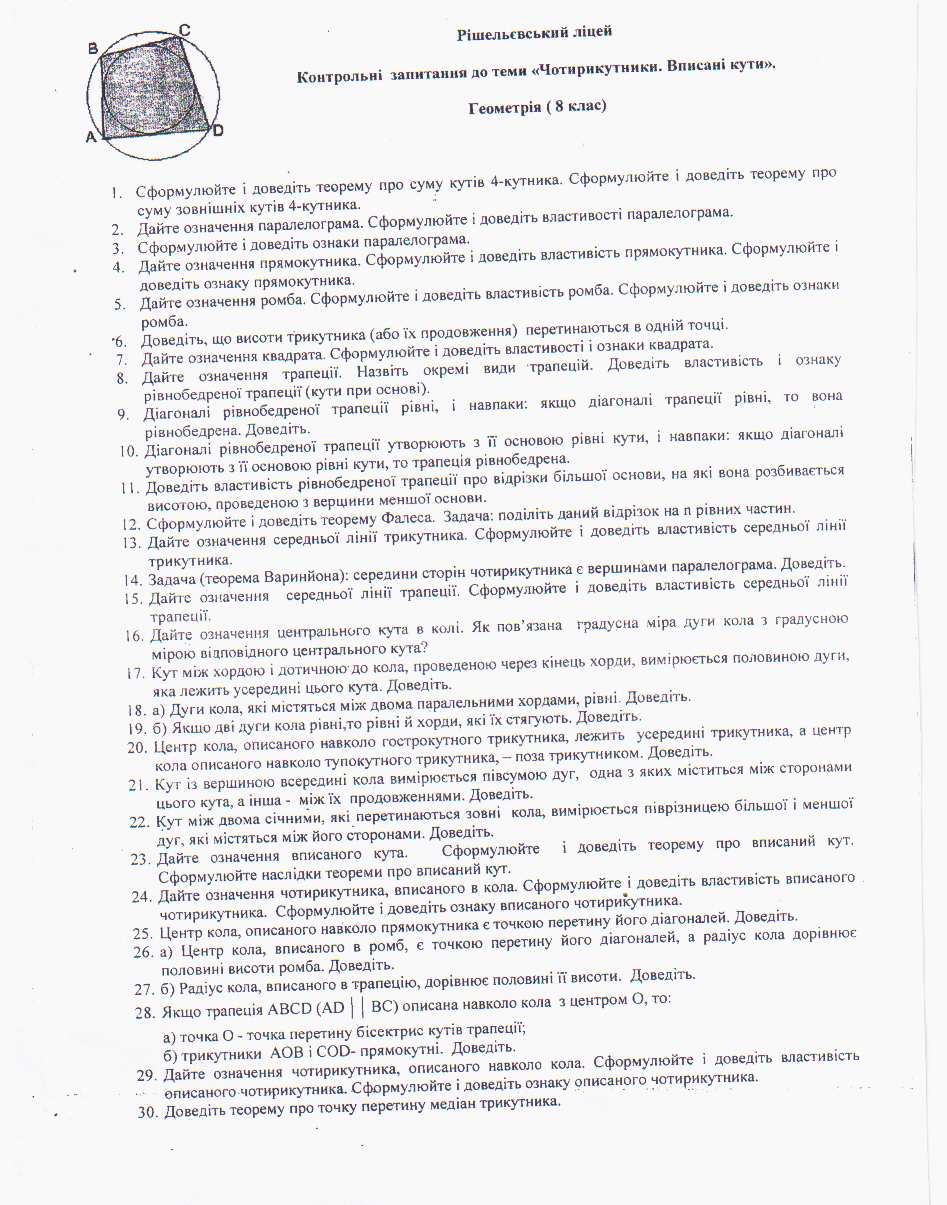 B
C
A
D
Рішельєвський ліцей
Контрольні запитання до теми «Чотирикутники. Вписані кути».
Геометрія ( 8 клас)
1. Сформулюйте і доведіть теорему про суму кутів 4-кутника. Сформулюйте і доведіть теорему про
суму зовнішніх кутів 4-кутника.
2. Дайте означення паралелограма. Сформулюйте і доведіть властивості паралелограма.
3. Сформулюйте і доведіть ознаки паралелограма.
4. Дайте означення прямокутника. Сформулюйте і доведіть властивість прямокутника. Сформулюйте і
доведіть ознаку прямокутника.
5. Дайте означення ромба. Сформулюйте і доведіть властивість ромба. Сформулюйте і доведіть ознаки
ромба.
6. Доведіть, що висоти трикутника (або їх продовження) перетинаються в одній точці.
7. Дайте означення квадрата. Сформулюйте і доведіть властивості і ознаки квадрата.
8. Дайте означення трапеції. Назвіть окремі види трапецій. Доведіть властивість і ознаку
рівнобедреної трапеції (кути при основі).
9. Діагоналі рівнобедреної трапеції рівні, і навпаки: якщо діагоналі трапеції рівні, то вона
рівнобедрена. Доведіть.
10. Діагоналі рівнобедреної трапеції утворюють з її основою рівні кути, і навпаки: якщо діагоналі
утворюють з її основою рівні кути, то трапеція рівнобедрена.
11. Доведіть властивість рівнобедреної трапеції про відрізки більшої основи, на які вона розбивається
висотою, проведеною з вершини меншої основи.
12. Сформулюйте і доведіть теорему Фалеса. Задача: поділіть даний відрізок на n рівних частин.
13. Дайте означення середньої лінії трикутника. Сформулюйте і доведіть властивість середньої лінії
трикутника.
14. Задача (теорема Варинйона): середини сторін чотирикутника є вершинами паралелограма. Доведіть.
15. Дайте означення середньої лінії трапеції. Сформулюйте і доведіть властивість середньої лінії
трапеції.
16. Дайте означення центрального кута в колі. Як пов’язана градусна міра дуги кола з градусною
мірою відповідного центрального кута?
17. Кут між хордою і дотичною до кола, проведеною через кінець хорди, вимірюється половиною дуги,
яка лежить усередині цього кута. Доведіть.
18. а) Дуги кола, які містяться між двома паралельними хордами, рівні. Доведіть.
19. б) Якщо дві дуги кола рівні,то рівні й хорди, які їх стягують. Доведіть.
20. Центр кола, описаного навколо гострокутного трикутника, лежить усередині трикутника, а центр
кола описаного навколо тупокутного трикутника, – поза трикутником. Доведіть.
21. Кут із вершиною всередині кола вимірюється півсумою дуг, одна з яких міститься між сторонами
цього кута, а інша - між їх продовженнями. Доведіть.
22. Кут між двома січними, які перетинаються зовні кола, вимірюється піврізницею більшої і меншої
дуг, які містяться між його сторонами. Доведіть.
23. Дайте означення вписаного кута. Сформулюйте і доведіть теорему про вписаний кут.
Сформулюйте наслідки теореми про вписаний кут.
24. Дайте означення чотирикутника, вписаного в кола. Сформулюйте і доведіть властивість вписаного
чотирикутника. Сформулюйте і доведіть ознаку вписаного чотирикутника.
25. Центр кола, описаного навколо прямокутника є точкою перетину його діагоналей. Доведіть.
26. а) Центр кола, вписаного в ромб, є точкою перетину його діагоналей, а радіус кола дорівнює
половині висоти ромба. Доведіть.
27. б) Радіус кола, вписаного в трапецію, дорівнює половині її висоти. Доведіть.
28. Якщо трапеція ABCD (AD || BC) описана навколо кола з центром О, то:
а) точка О - точка перетину бісектрис кутів трапеції;
б) трикутники АОВ і COD- прямокутні. Доведіть.
29. Дайте означення чотирикутника, описаного навколо кола. Сформулюйте і доведіть властивість
описаного чотирикутника. Сформулюйте і доведіть ознаку описаного чотирикутника.
30. Доведіть теорему про точку перетину медіан трикутника.